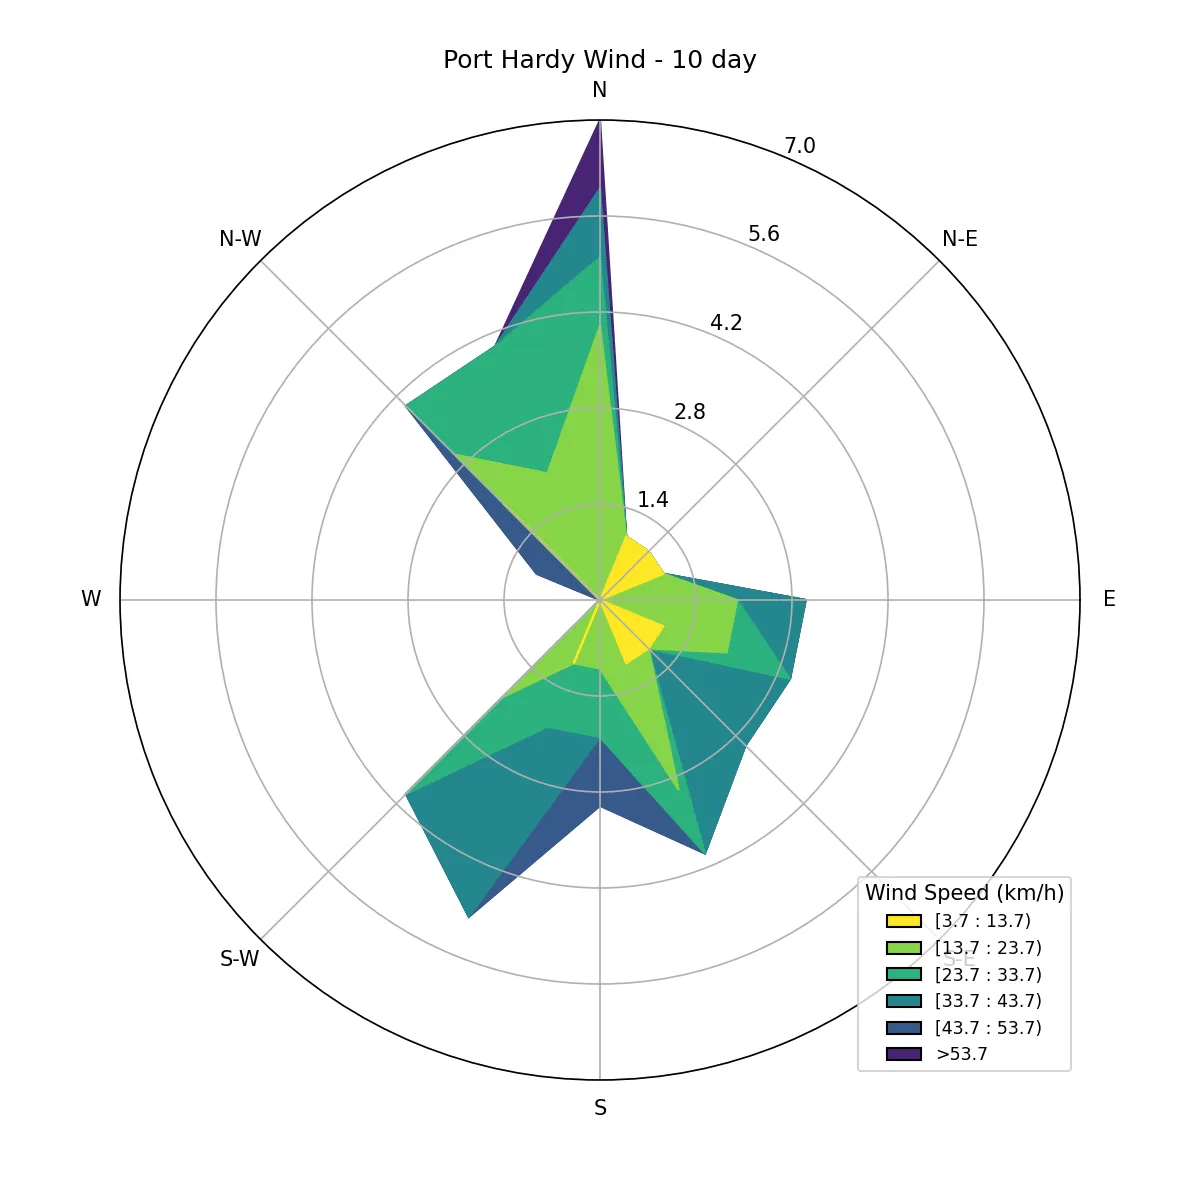 Port Hardy Wind - 10 day
N
7.0
N-W
5.6
N-E
4.2
2.8
1.4
W
E
Wind Speed (km/h)
[3.7 : 13.7)
[13.7 : 23.7)
S-W
S-E
[23.7 : 33.7)
[33.7 : 43.7)
[43.7 : 53.7)
>53.7
S